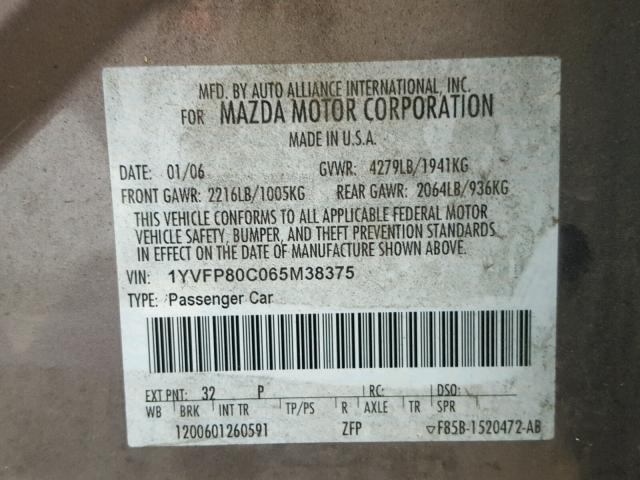 MFD. BY AUTO ALLIANCE INTERNATIONAL, INC.
FOR MAZDA MOTOR CORPORATION
MADE IN U.S.A.
DATE: 01/06 GVWR: 4279LB/1941KG
FRONT GAWR: 2216LB/1005KG REAR GAWR: 2064LB/936KG
THIS VEHICLE CONFORMS TO ALL APPLICABLE FEDERAL MOTOR
VEHICLE SAFETY, BUMPER, AND THEFT PREVENTION STANDARDS
IN EFFECT ON THE DATE OF MANUFACTURE SHOWN ABOVE.
VIN: 1YVFP80C065M38375
TYPE: Passenger Car
EXT PNT: 32 P RC: DSO:
WB BRK INT TR TP/PS R AXLE TR SPR
1200601260591 ZFP ▽F85B-1520472-AB